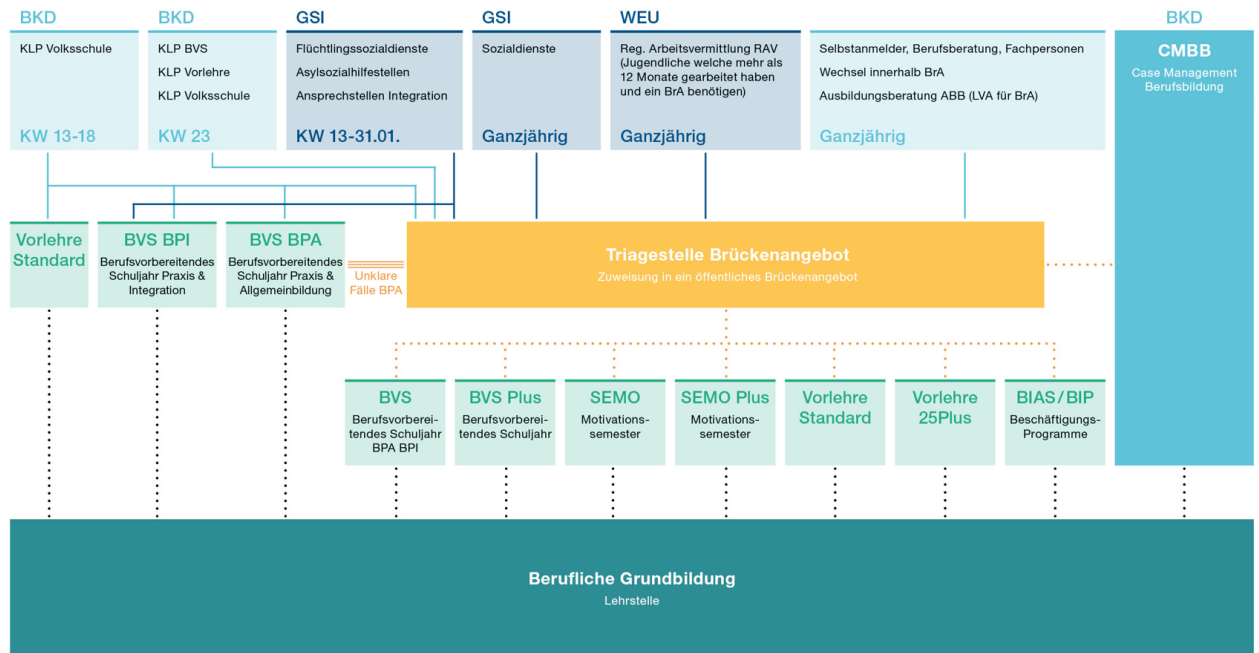 BKD
KLP Volksschule
KW 13-18
BKD
KLP BVS
KLP Vorlehre
KLP Volksschule
KW 23
GSI
Flüchtlingssozialdienste
Asylsozialhilfestellen
Ansprechstellen Integration
KW 13-31.01.
GSI
Sozialdienste
Ganzjährig
WEU
Reg. Arbeitsvermittlung RAV
(Jugendliche welche mehr als
12 Monate gearbeitet haben
und ein BrA benötigen)
Ganzjährig
Selbstanmelder, Berufsberatung, Fachpersonen
Wechsel innerhalb BrA
Ausbildungsberatung ABB (LVA für BrA)
Ganzjährig
BKD
CMBB
Case Management
Berufsbildung
Vorlehre
Standard
BVS BPI
Berufsvorbereitendes
Schuljahr Praxis &
Integration
BVS BPA
Berufsvorbereitendes
Schuljahr Praxis &
Allgemeinbildung
Unklare
Fälle BPA
Triagestelle Brückenangebot
Zuweisung in ein öffentliches Brückenangebot
BVS
Berufsvorberei-
tendes Schuljahr
BPA BPI
BVS Plus
Berufsvorberei-
tendes Schuljahr
SEMO
Motivations-
semester
SEMO Plus
Motivations-
semester
Vorlehre
Standard
Vorlehre
25Plus
BIAS/BIP
Beschäftigungs-
Programme
Berufliche Grundbildung
Lehrstelle